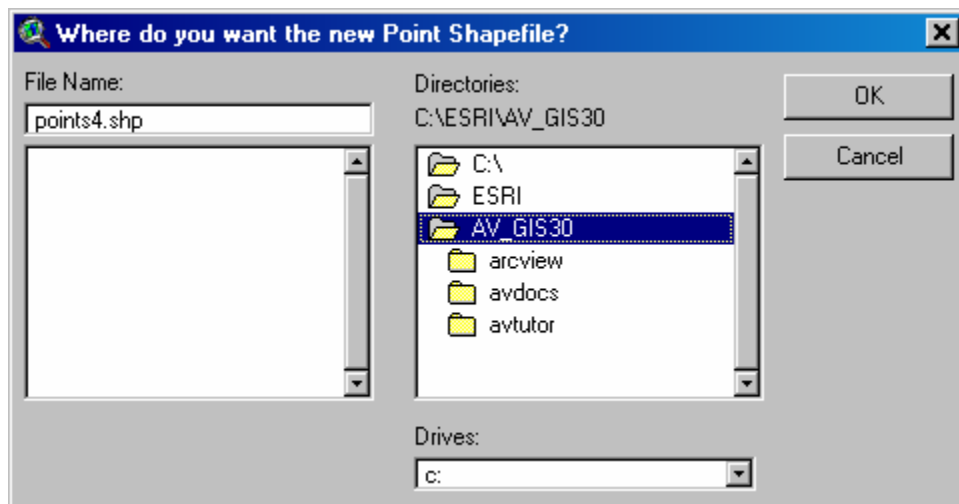 Where do you want the new Point Shapefile?
File Name:
points4.shp
Directories:
C:\ESRI\AV_GIS30
C:\
ESRI
AV_GIS30
arcview
avdocs
avtutor
Drives:
c:
OK
Cancel